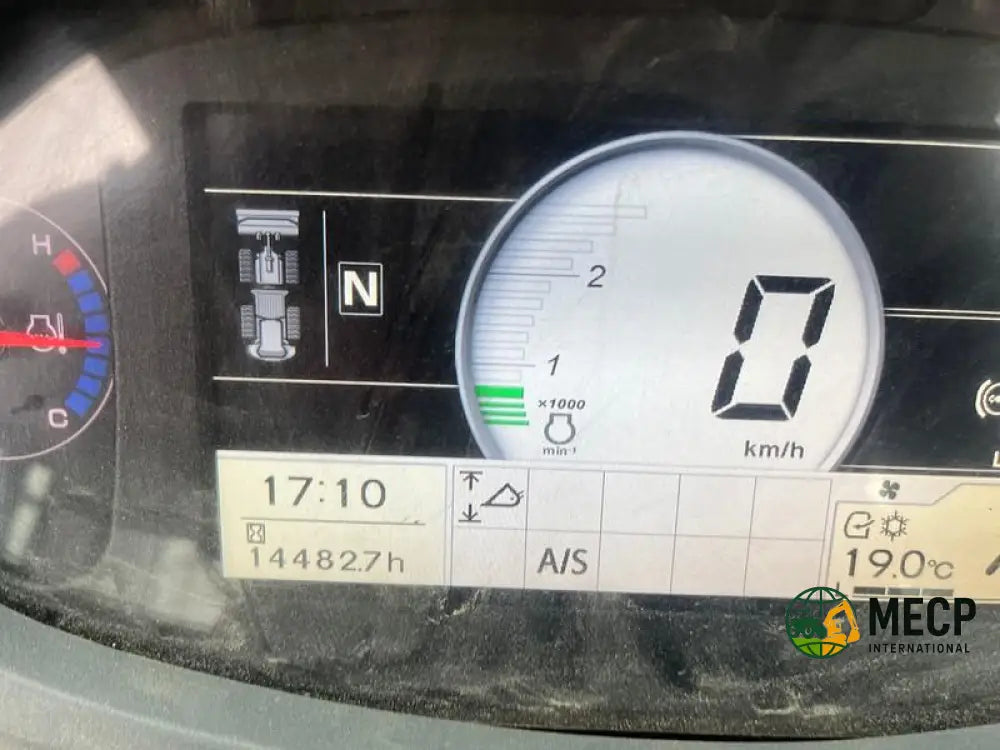 H
C
N
2
1
×1000
min⁻¹
0
km/h
17:10
14482.7h
A/S
19.0°C
MECP
INTERNATIONAL